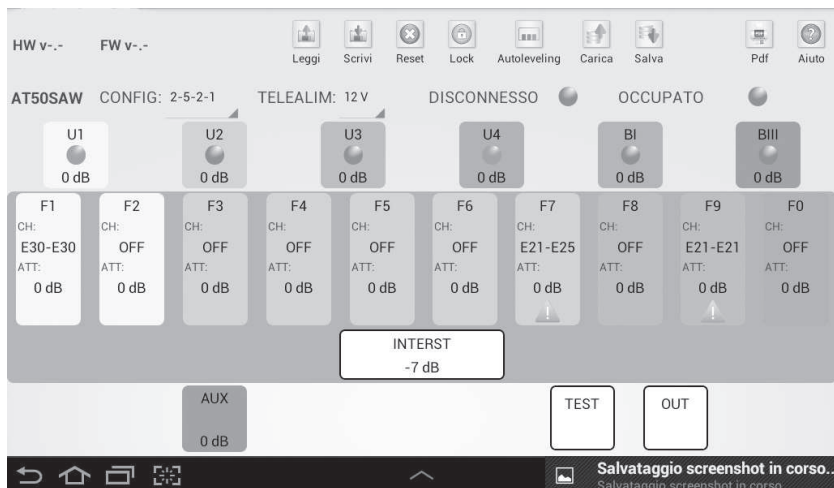 HW v-.- FW v-.-
Leggi Scrivi Reset Lock Autoleveling Carica Salva Pdf Aiuto
AT50SAW CONFIG: 2-5-2-1 TELEALIM: 12 V DISCONNESSO OCCUPATO
U1 U2 U3 U4 BI BIII
0 dB 0 dB 0 dB 0 dB 0 dB 0 dB
F1 F2 F3 F4 F5 F6 F7 F8 F9 F0
CH: CH: CH: CH: CH: CH: CH: CH: CH: CH:
E30-E30 OFF OFF OFF OFF OFF E21-E25 OFF E21-E21 OFF
ATT: ATT: ATT: ATT: ATT: ATT: ATT: ATT: ATT: ATT:
0 dB 0 dB 0 dB 0 dB 0 dB 0 dB 0 dB 0 dB 0 dB 0 dB
INTERST
-7 dB
AUX TEST OUT
0 dB
Salvataggio screenshot in corso..
Salvataggio screenshot in corso